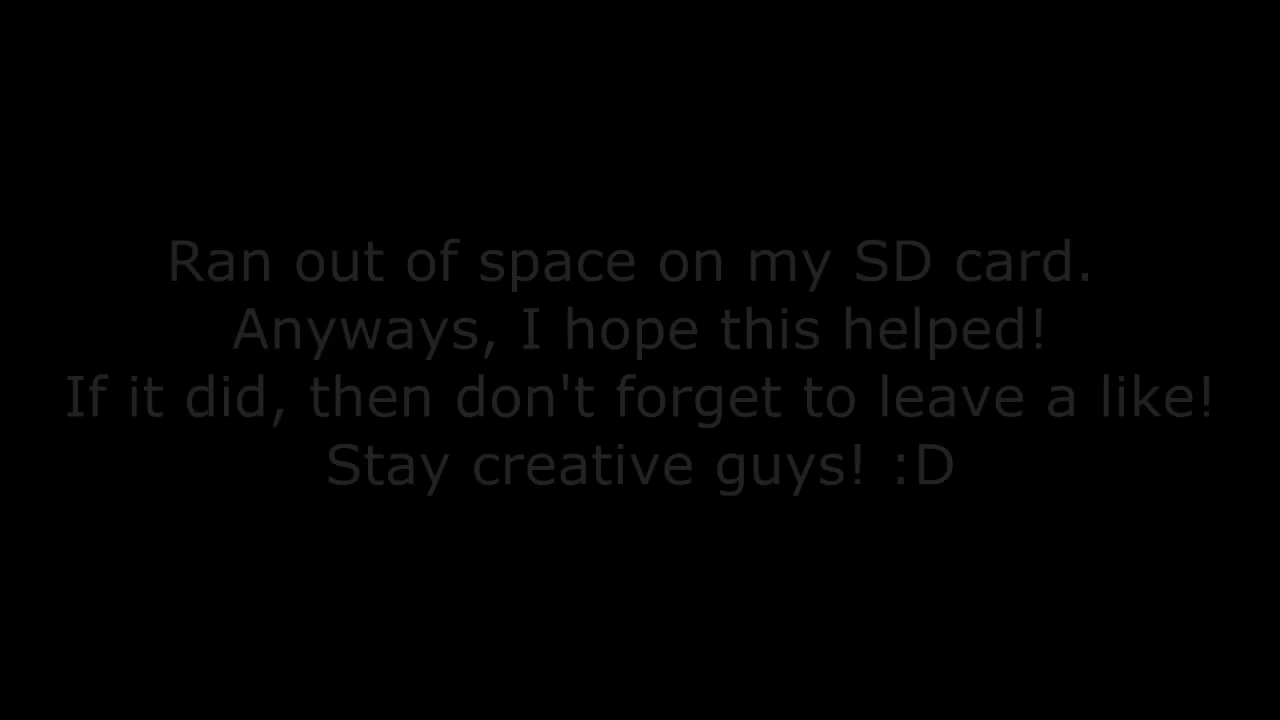 Ran out of space on my SD card.
Anyways, I hope this helped!
If it did, then don't forget to leave a like!
Stay creative guys! :D